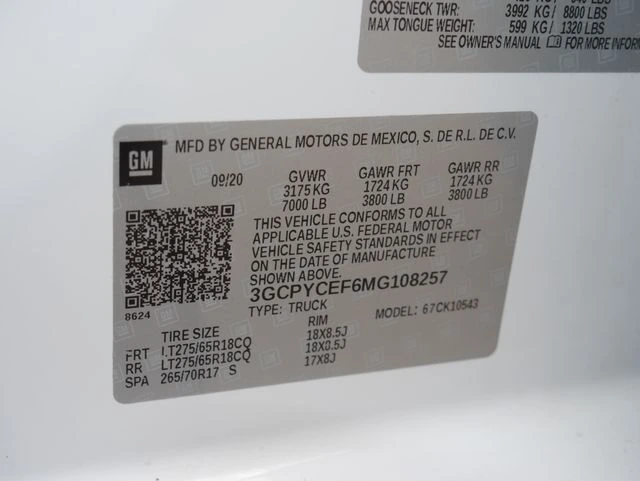 GOOSENECK TWR: 3992 KG / 8800 LBS
MAX TONGUE WEIGHT: 599 KG / 1320 LBS
SEE OWNER'S MANUAL FOR MORE INFOR
GM
MFD BY GENERAL MOTORS DE MEXICO, S. DE R.L. DE C.V.
09/20 GVWR GAWR FRT GAWR RR
3175 KG 1724 KG 1724 KG
7000 LB 3800 LB 3800 LB
THIS VEHICLE CONFORMS TO ALL
APPLICABLE U.S. FEDERAL MOTOR
VEHICLE SAFETY STANDARDS IN EFFECT
ON THE DATE OF MANUFACTURE
SHOWN ABOVE.
3GCPYCEF6MG108257
8624
TYPE: TRUCK MODEL: 67CK10543
TIRE SIZE RIM
FRT LT275/65R18CQ 18X8.5J
RR LT275/65R18CQ 18X8.5J
SPA 265/70R17 S 17X8J